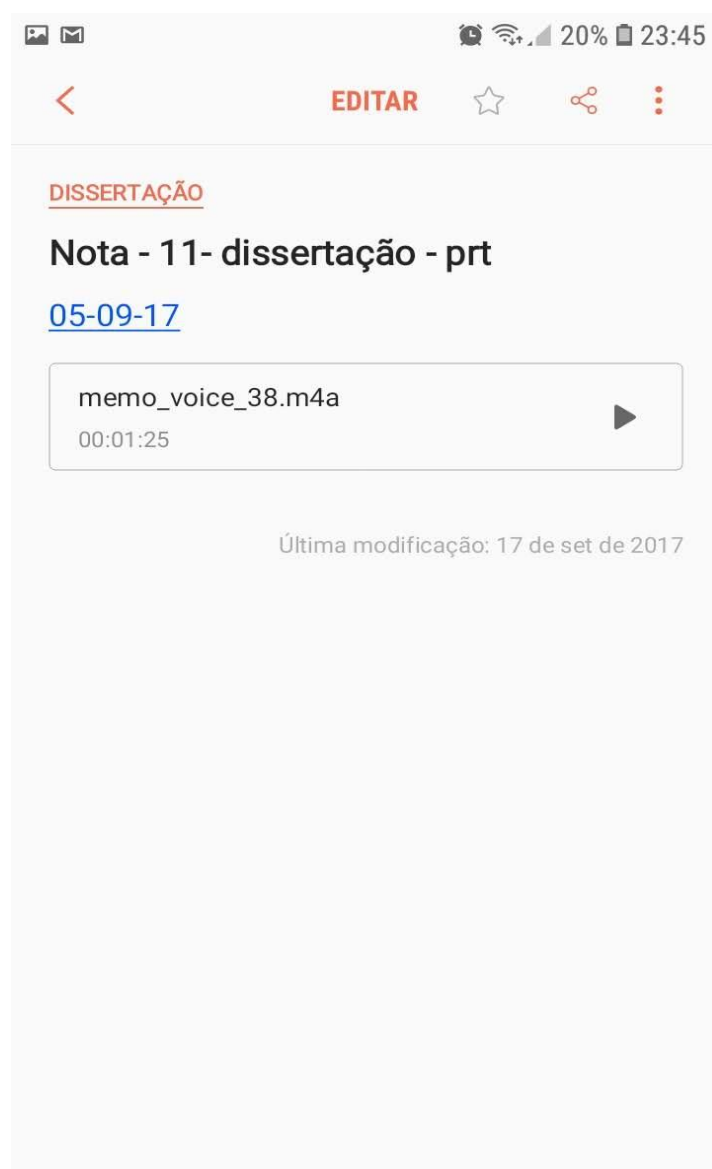 20% 23:45
EDITAR
DISSERTAÇÃO
Nota - 11- dissertação - prt
05-09-17
memo_voice_38.m4a
00:01:25
Última modificação: 17 de set de 2017